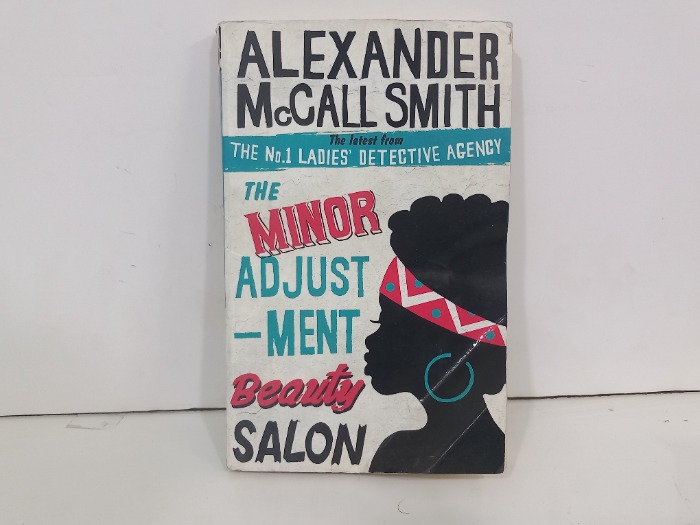 ALEXANDER
McCALL SMITH
The latest from
THE No.1 LADIES' DETECTIVE AGENCY
THE
MINOR
ADJUST
-MENT
Beauty
SALON